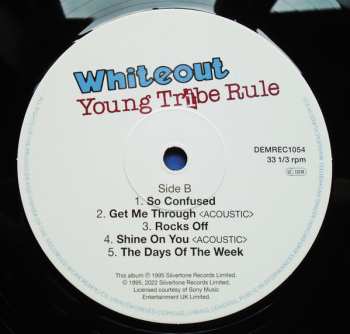 Whiteout
Young Tribe Rule
DEMREC1054
33 1/3 rpm
Side B
1. So Confused
2. Get Me Through <ACOUSTIC>
3. Rocks Off
4. Shine On You <ACOUSTIC>
5. The Days Of The Week
This album ℗ 1995 Silvertone Records Limited.
© 1995, 2022 Silvertone Records Limited.
Licensed courtesy of Sony Music
Entertainment UK Limited.